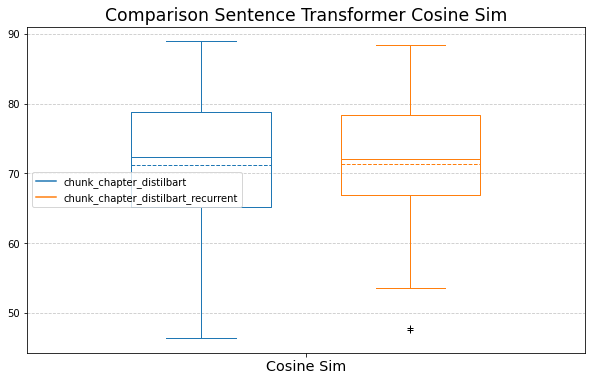 Comparison Sentence Transformer Cosine Sim
90
80
70
60
50
chunk_chapter_distilbart
chunk_chapter_distilbart_recurrent
Cosine Sim